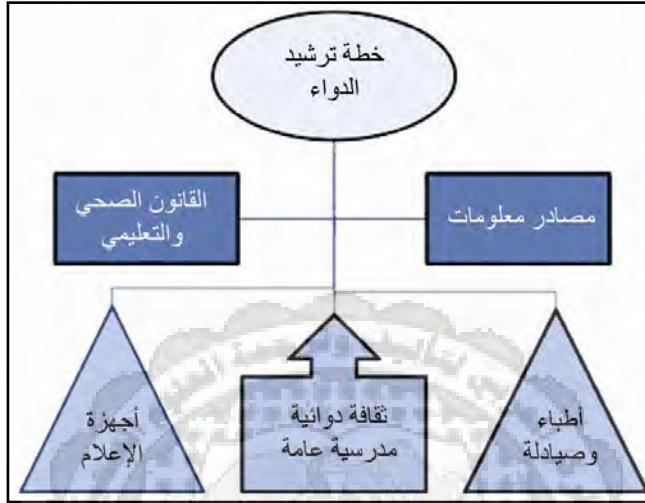 خطة ترشيد
الدواء
مصادر معلومات
القانون الصحي
والتعليمي
أطباء
وصيادلة
ثقافة دوائية
مدرسية عامة
أجهزة
الإعلام